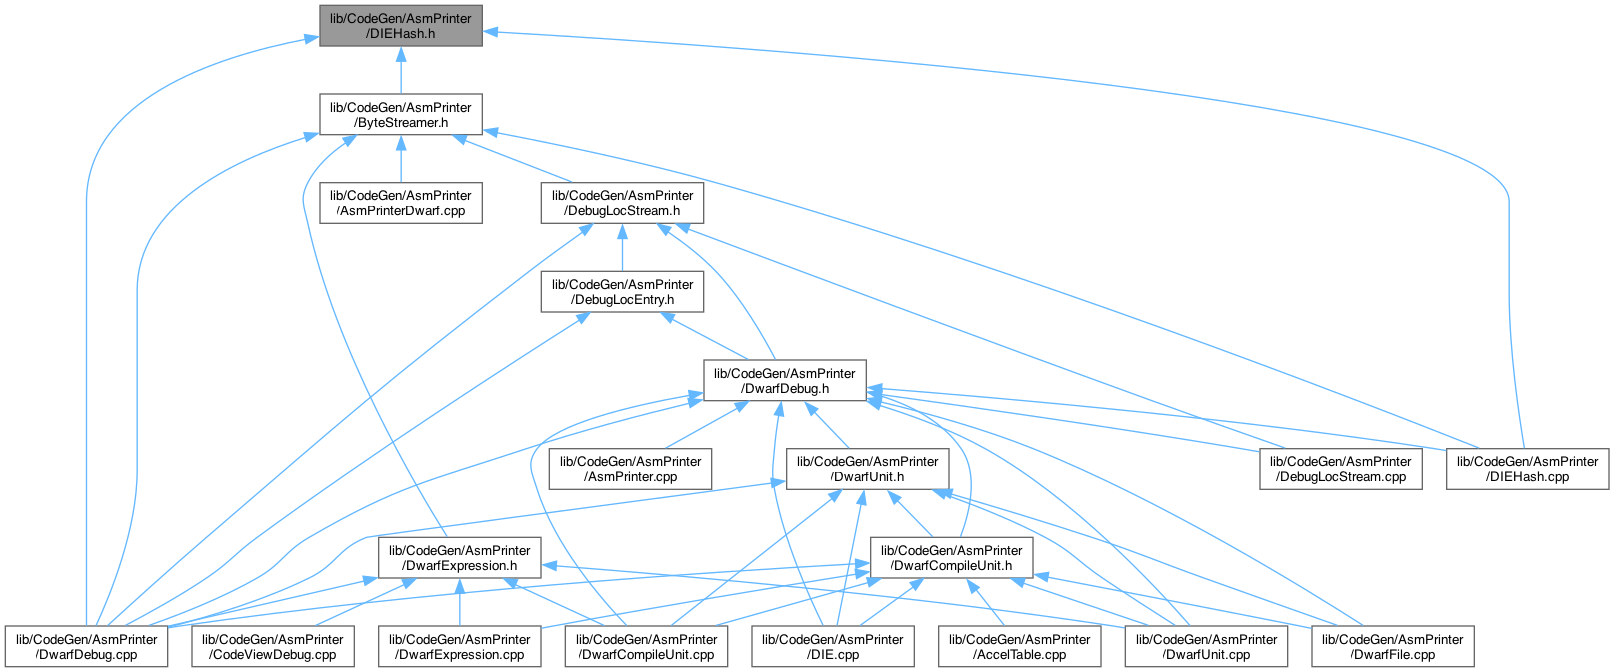 lib/CodeGen/AsmPrinter
/DIEHash.h
lib/CodeGen/AsmPrinter
/ByteStreamer.h
lib/CodeGen/AsmPrinter
/AsmPrinterDwarf.cpp
lib/CodeGen/AsmPrinter
/DebugLocStream.h
lib/CodeGen/AsmPrinter
/DebugLocEntry.h
lib/CodeGen/AsmPrinter
/DwarfDebug.h
lib/CodeGen/AsmPrinter
/AsmPrinter.cpp
lib/CodeGen/AsmPrinter
/DwarfUnit.h
lib/CodeGen/AsmPrinter
/DebugLocStream.cpp
lib/CodeGen/AsmPrinter
/DIEHash.cpp
lib/CodeGen/AsmPrinter
/DwarfExpression.h
lib/CodeGen/AsmPrinter
/DwarfCompileUnit.h
lib/CodeGen/AsmPrinter
/DwarfDebug.cpp
lib/CodeGen/AsmPrinter
/CodeViewDebug.cpp
lib/CodeGen/AsmPrinter
/DwarfExpression.cpp
lib/CodeGen/AsmPrinter
/DwarfCompileUnit.cpp
lib/CodeGen/AsmPrinter
/DIE.cpp
lib/CodeGen/AsmPrinter
/AccelTable.cpp
lib/CodeGen/AsmPrinter
/DwarfUnit.cpp
lib/CodeGen/AsmPrinter
/DwarfFile.cpp